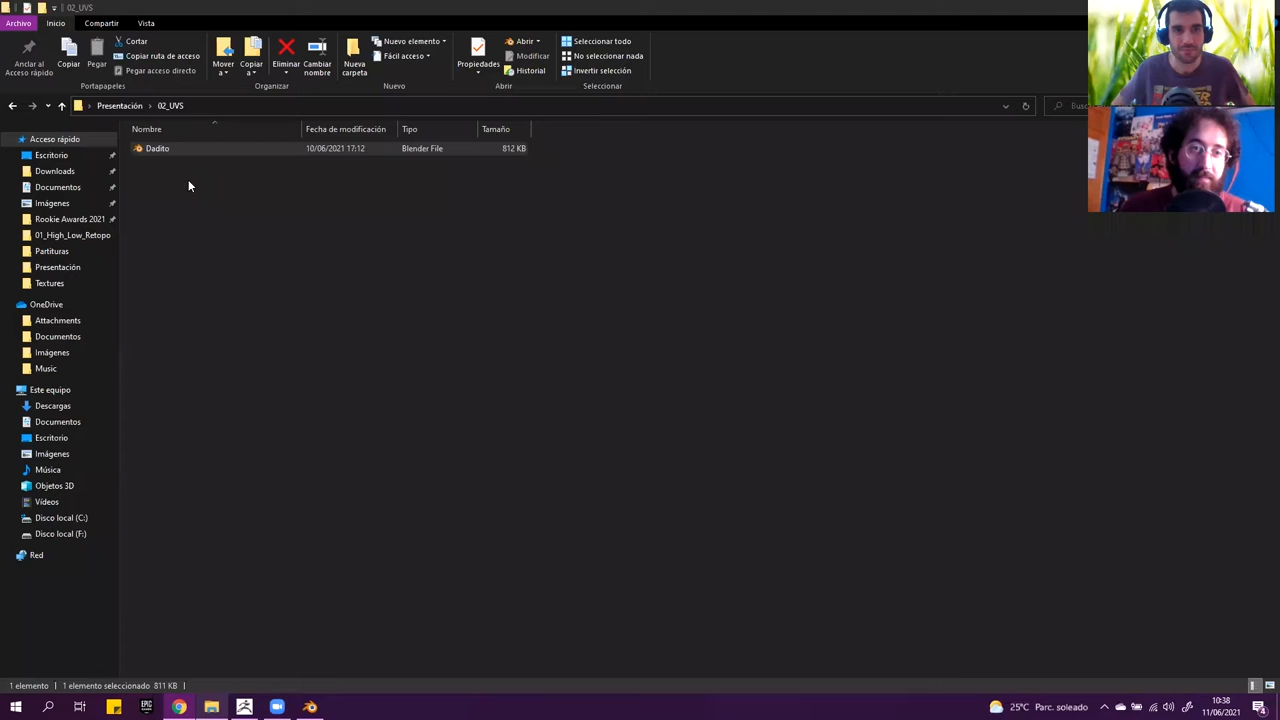 02_UVS
Archivo Inicio Compartir Vista
Anclar al Acceso rápido
Copiar
Pegar
Cortar
Copiar ruta de acceso
Pegar acceso directo
Portapapeles
Mover a
Copiar a
Eliminar
Cambiar nombre
Organizar
Nueva carpeta
Nuevo elemento
Fácil acceso
Nuevo
Propiedades
Abrir
Modificar
Historial
Abrir
Seleccionar todo
No seleccionar nada
Invertir selección
Seleccionar
Presentación > 02_UVS
Nombre Fecha de modificación Tipo Tamaño
Dadito 10/06/2021 17:12 Blender File 812 KB
Acceso rápido
Escritorio
Downloads
Documentos
Imágenes
Rookie Awards 2021
01_High_Low_Retopo
Partituras
Presentación
Textures
OneDrive
Attachments
Documentos
Imágenes
Music
Este equipo
Descargas
Documentos
Escritorio
Imágenes
Música
Objetos 3D
Vídeos
Disco local (C:)
Disco local (F:)
Red
1 elemento 1 elemento seleccionado 811 KB
EPIC
25°C Parc. soleado
10:38
11/06/2021
4